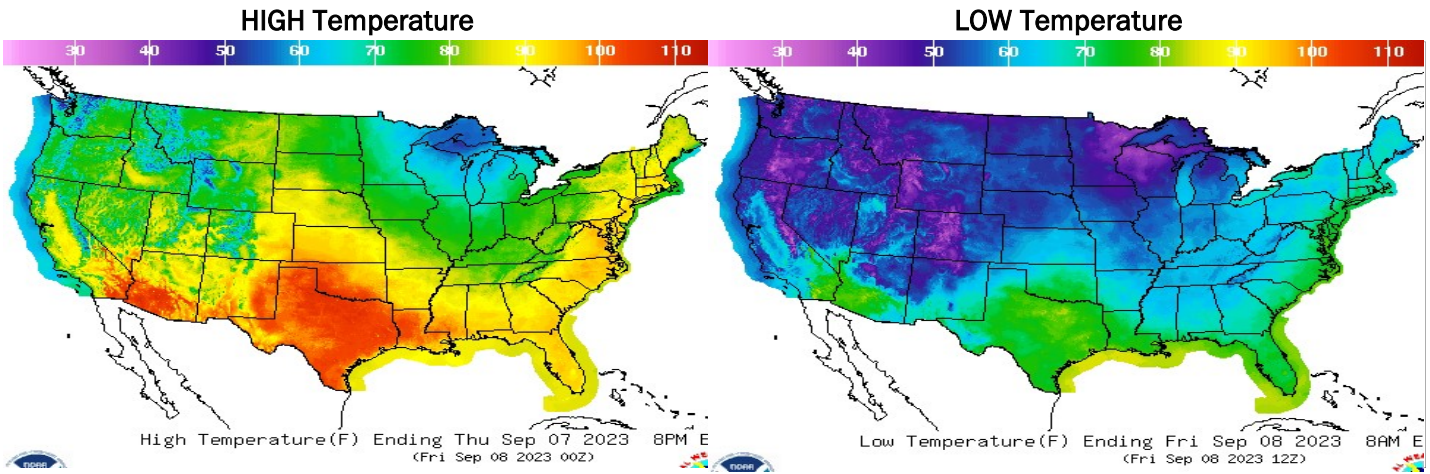 HIGH Temperature
LOW Temperature
30 40 50 60 70 80 90 100 110
30 40 50 60 70 80 90 100 110
High Temperature(F) Ending Thu Sep 07 2023 8PM E
(Fri Sep 08 2023 00Z)
Low Temperature(F) Ending Fri Sep 08 2023 8AM E
(Fri Sep 08 2023 12Z)